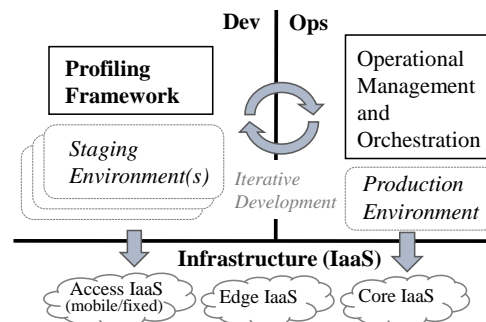 Dev
Ops
Profiling
Framework
Operational
Management
and
Orchestration
Staging
Environment(s)
Iterative
Development
Production
Environment
Infrastructure (IaaS)
Access IaaS
(mobile/fixed)
Edge IaaS
Core IaaS